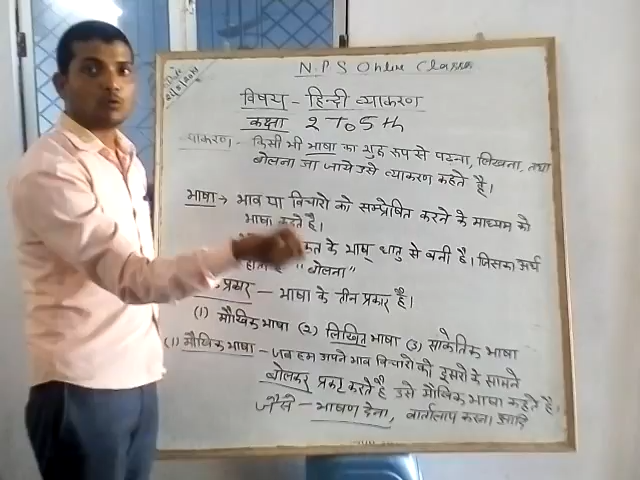 N.P.S Online Classes
Date
विषय - हिन्दी व्याकरण
कक्षा 2 To 5th
व्याकरण - किसी भी भाषा का शुद्ध रूप से पढ़ना, लिखना, तथा
बोलना आ जाये उसे व्याकरण कहते है।
भाषा → भाव या विचारो को सम्प्रेषित करने के माध्यम को
भाषा कहते है।
के भाष् धातु से बनी है। जिसका अर्थ
होता है "बोलना"
प्रकार - भाषा के तीन प्रकार है।
(1) मौखिक भाषा (2) लिखित भाषा (3) सांकेतिक भाषा
(1) मौखिक भाषा - जब हम अपने भाव विचारो को दूसरो के सामने
बोलकर प्रकट करते है उसे मौखिक भाषा कहते है।
जैसे - भाषण देना, वार्तालाप करना आदि